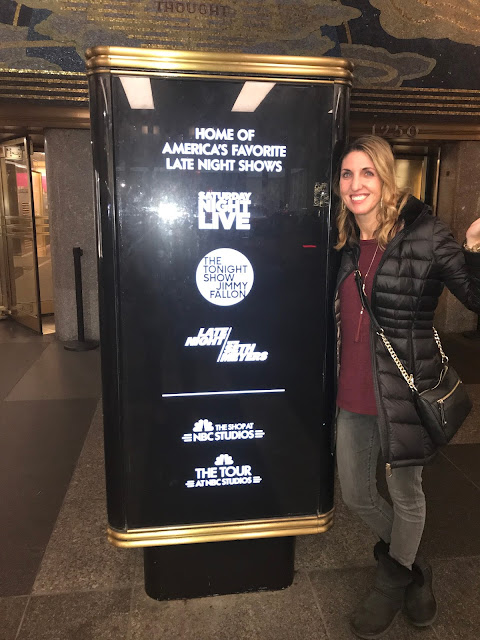 THOUGHT
1250
HOME OF
AMERICA'S FAVORITE
LATE NIGHT SHOWS
SATURDAY
NIGHT
LIVE
THE
TONIGHT
SHOW
JIMMY
FALLON
LATE
NIGHT
SETH
MEYERS
THE SHOP AT
NBC STUDIOS
THE TOUR
AT NBC STUDIOS